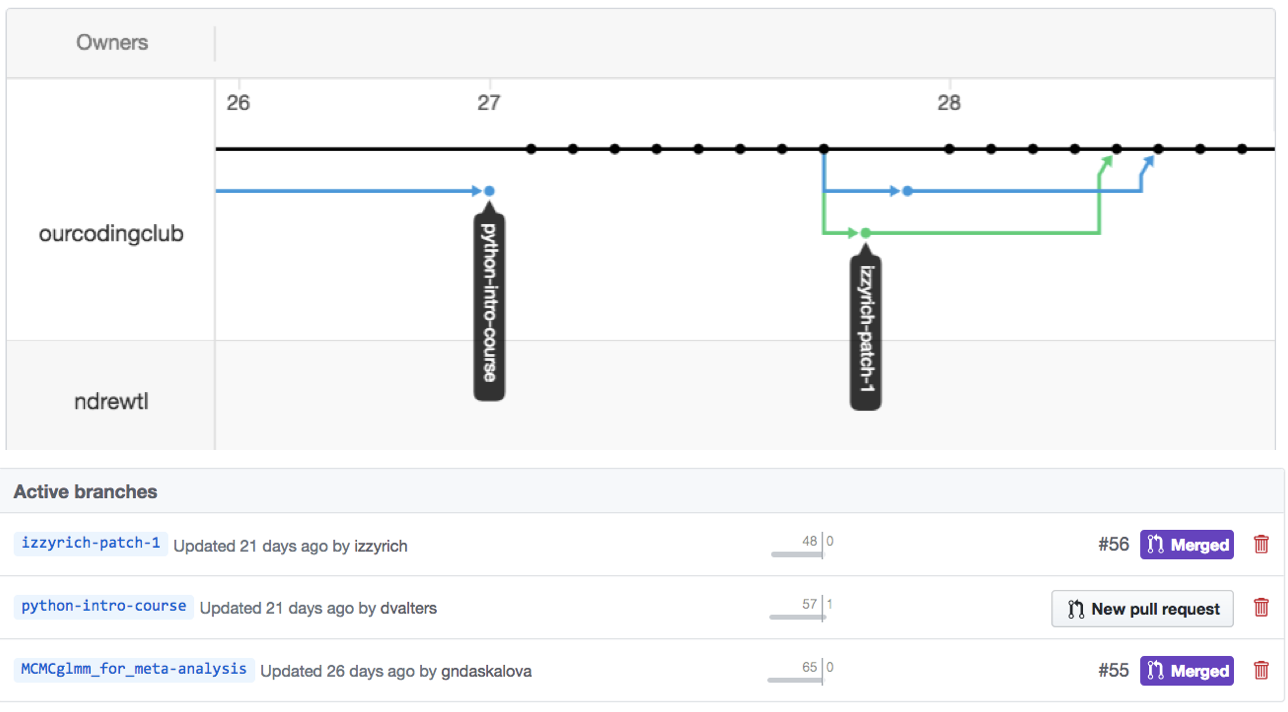 Owners
26 27 28
ourcodingclub
python-intro-course
izzyrich-patch-1
ndrewtl
Active branches
izzyrich-patch-1 Updated 21 days ago by izzyrich 48 0 #56 Merged
python-intro-course Updated 21 days ago by dvalters 57 1 New pull request
MCMCglmm_for_meta-analysis Updated 26 days ago by gndaskalova 65 0 #55 Merged